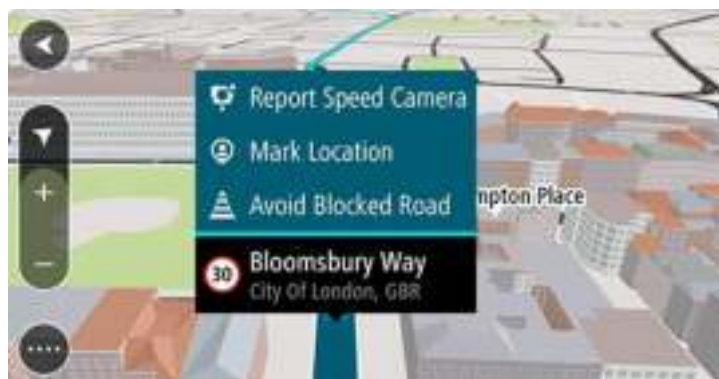 Report Speed Camera
Mark Location
Avoid Blocked Road
mpton Place
30
Bloomsbury Way
City Of London, GBR